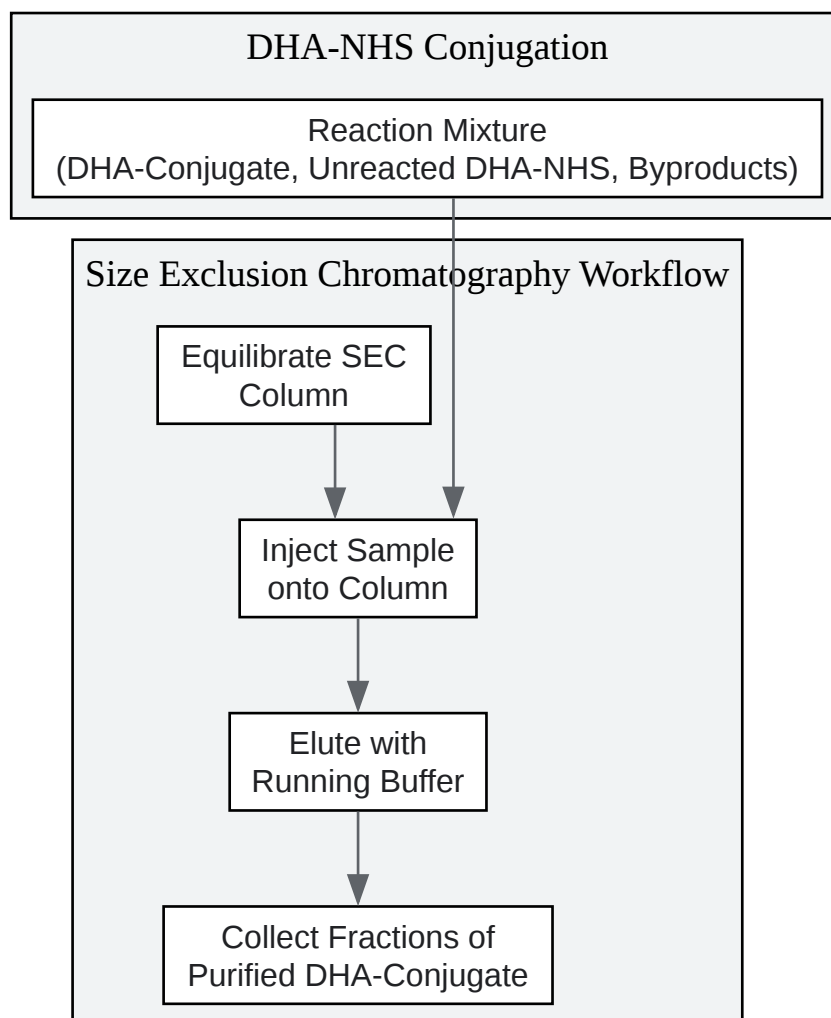 DHA-NHS Conjugation
Reaction Mixture
(DHA-Conjugate, Unreacted DHA-NHS, Byproducts)
Size Exclusion Chromatography Workflow
Equilibrate SEC
Column
Inject Sample
onto Column
Elute with
Running Buffer
Collect Fractions of
Purified DHA-Conjugate